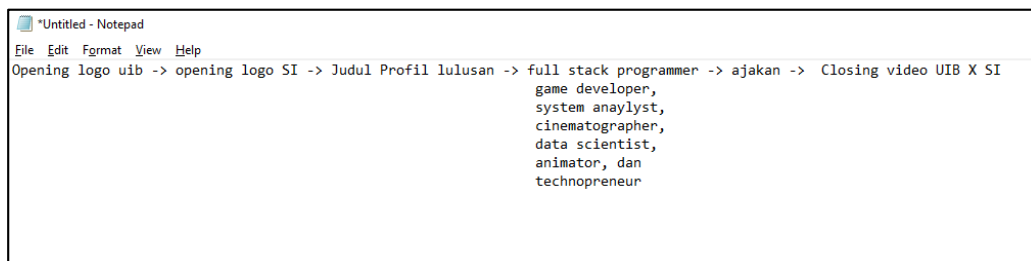 *Untitled - Notepad
File Edit Format View Help
Opening logo uib -> opening logo SI -> Judul Profil lulusan -> full stack programmer -> ajakan -> Closing video UIB X SI
game developer,
system anaylyst,
cinematographer,
data scientist,
animator, dan
technopreneur